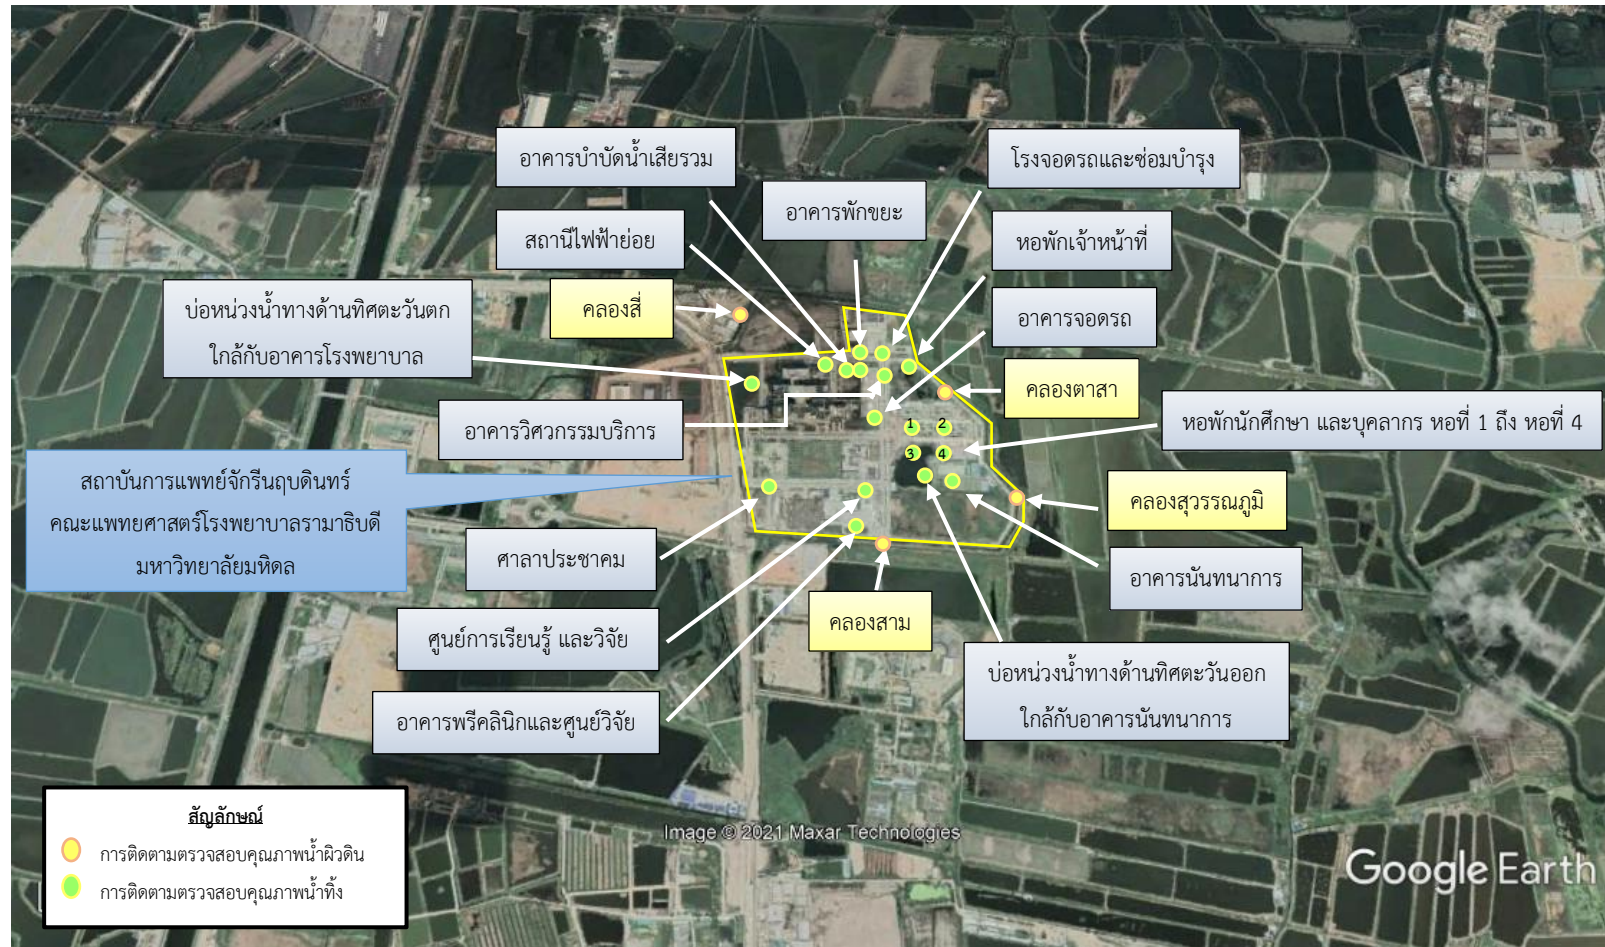 อาคารบำบัดน้ำเสียรวม
โรงจอดรถและซ่อมบำรุง
อาคารพักขยะ
สถานีไฟฟ้าย่อย
หอพักเจ้าหน้าที่
บ่อหน่วงน้ำทางด้านทิศตะวันตก
ใกล้กับอาคารโรงพยาบาล
คลองสี่
อาคารจอดรถ
คลองตาสา
อาคารวิศวกรรมบริการ
หอพักนักศึกษา และบุคลากร หอที่ 1 ถึง หอที่ 4
1 2
3 4
สถาบันการแพทย์จักรีนฤบดินทร์
คณะแพทยศาสตร์โรงพยาบาลรามาธิบดี
มหาวิทยาลัยมหิดล
คลองสุวรรณภูมิ
ศาลาประชาคม
อาคารนันทนาการ
คลองสาม
ศูนย์การเรียนรู้ และวิจัย
บ่อหน่วงน้ำทางด้านทิศตะวันออก
ใกล้กับอาคารนันทนาการ
อาคารพรีคลินิกและศูนย์วิจัย
สัญลักษณ์
การติดตามตรวจสอบคุณภาพน้ำผิวดิน
การติดตามตรวจสอบคุณภาพน้ำทิ้ง
Image © 2021 Maxar Technologies
Google Earth